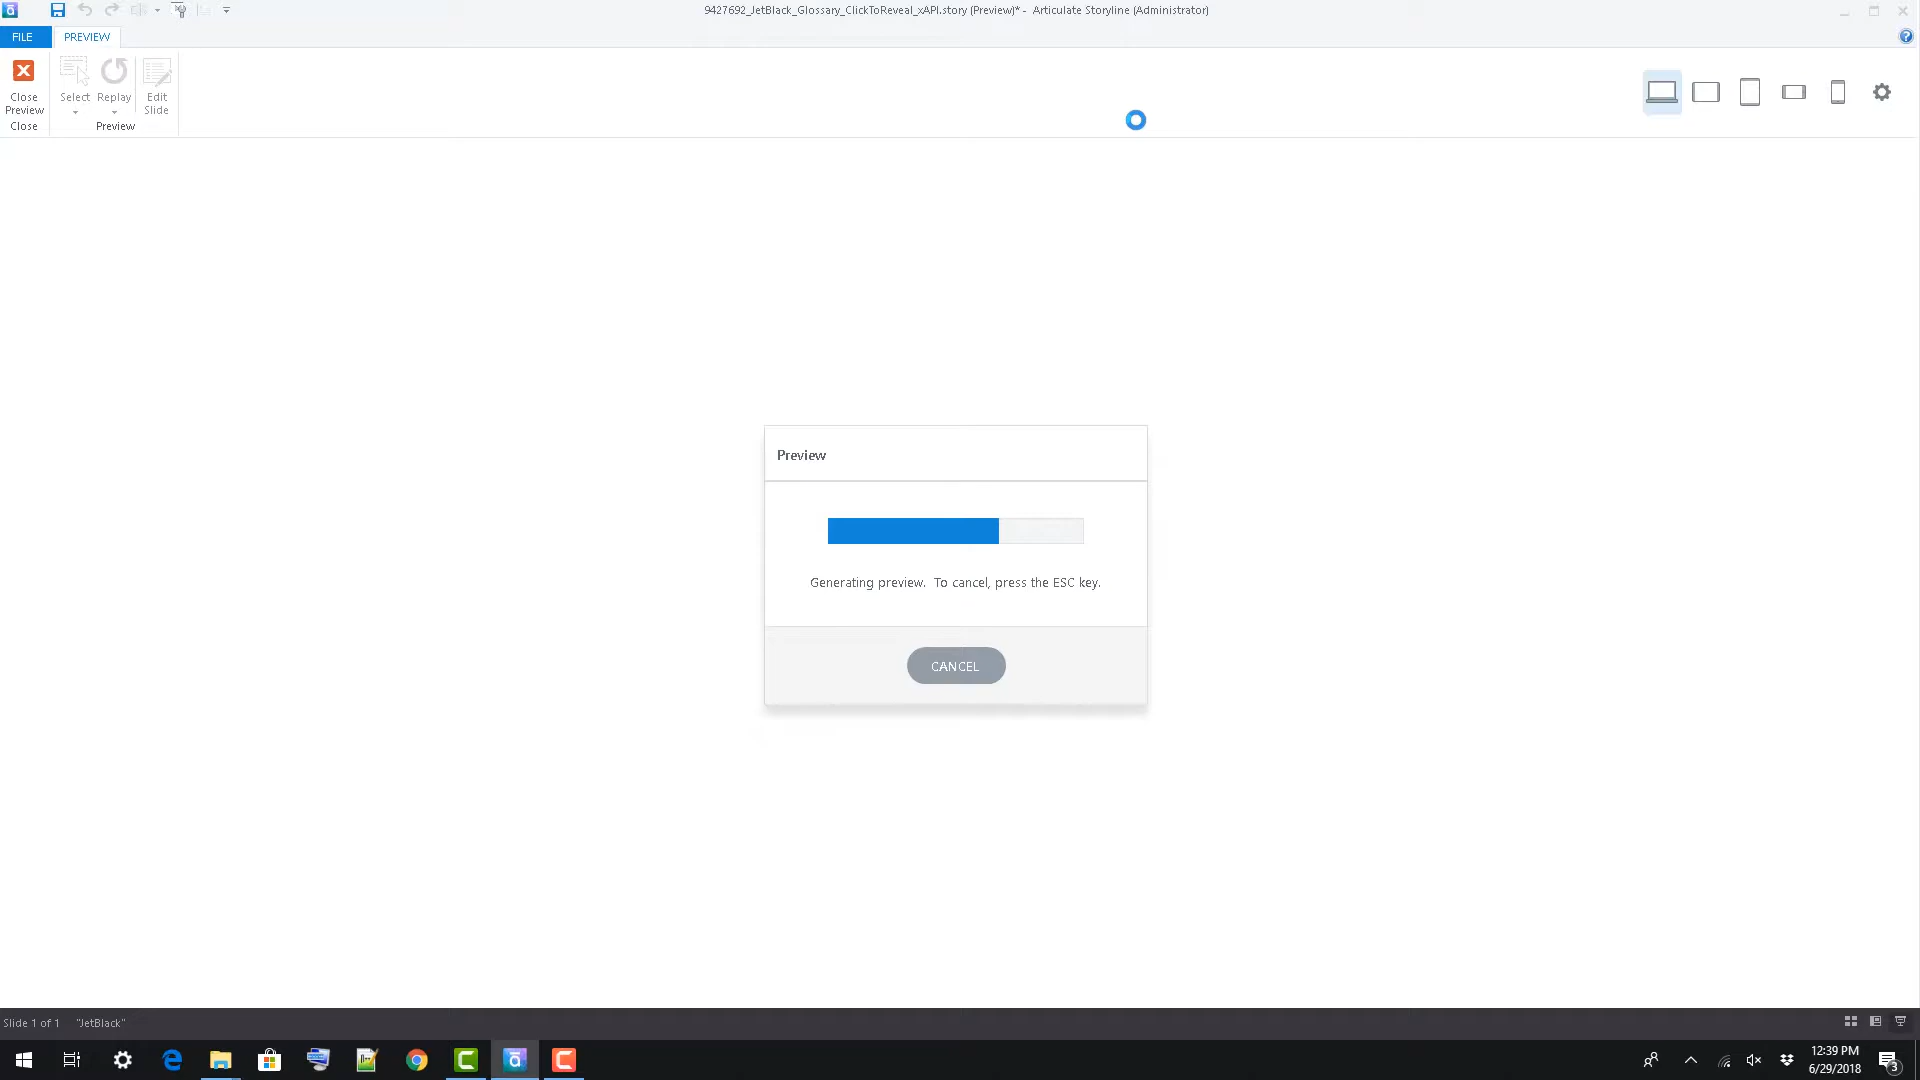 9427692_JetBlack_Glossary_ClickToReveal_xAPI.story (Preview)* - Articulate Storyline (Administrator)
FILE
PREVIEW
Close Preview
Select
Replay
Edit Slide
Close
Preview
Preview
Generating preview. To cancel, press the ESC key.
CANCEL
Slide 1 of 1 "JetBlack"
12:39 PM
6/29/2018
3